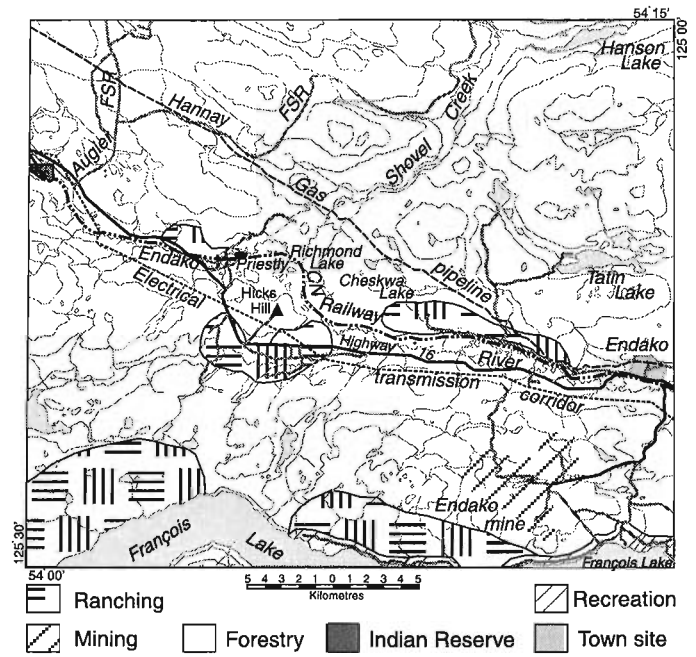 54° 15'
125° 00'
Hanson
Lake
FSR
Hannay
FSR
Creek
Shovel
Augier
Gas
pipeline
Endako
Priestly
Richmond
Lake
Electrical
CN
Railway
Cheskwa
Lake
Tatin
Lake
Hicks
Hill
Highway 16
River
Endako
transmission
corridor
Endako
mine
François
Lake
François Lake
125° 30'
54° 00'
5 4 3 2 1 0 1 2 3 4 5
Kilometres
Ranching
Recreation
Mining
Forestry
Indian Reserve
Town site